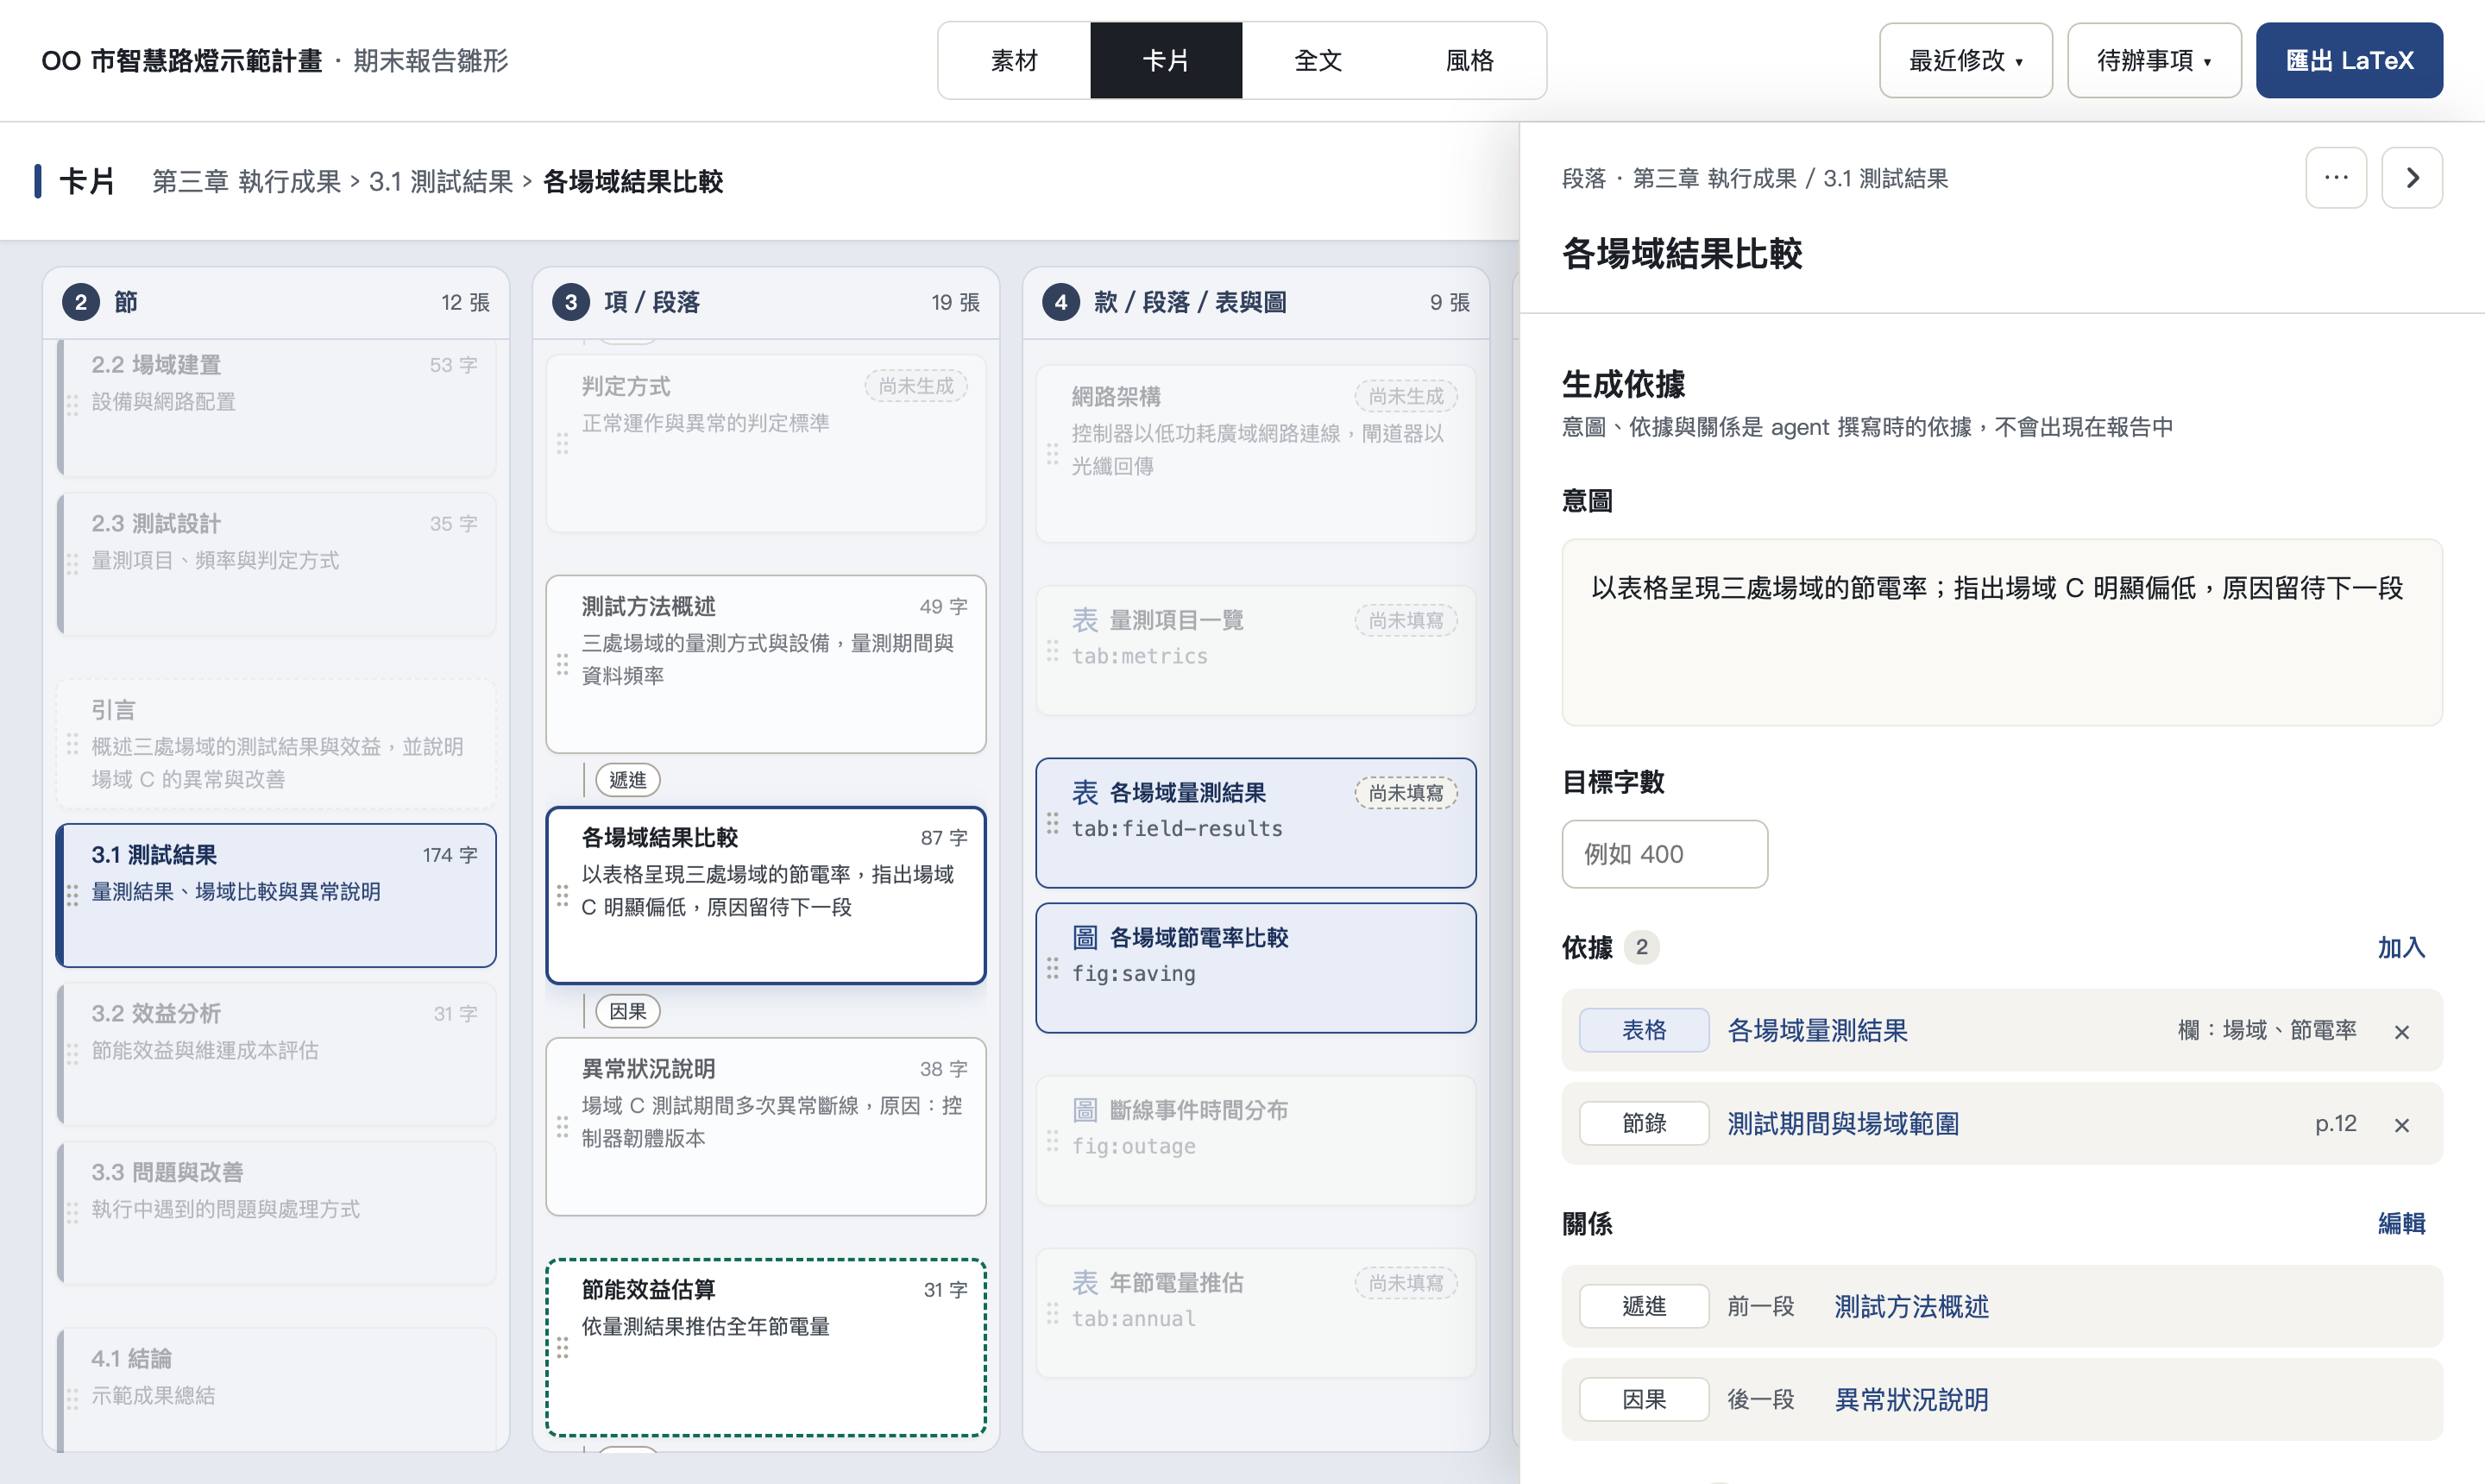 OO 市智慧路燈示範計畫 · 期末報告雛形
素材
卡片
全文
風格
最近修改 ▾
待辦事項 ▾
匯出 LaTeX
卡片
第三章 執行成果 › 3.1 測試結果 › 各場域結果比較
2 節
12 張
2.2 場域建置
53 字
設備與網路配置
2.3 測試設計
35 字
量測項目、頻率與判定方式
引言
概述三處場域的測試結果與效益，並說明
場域 C 的異常與改善
3.1 測試結果
174 字
量測結果、場域比較與異常說明
3.2 效益分析
31 字
節能效益與維運成本評估
3.3 問題與改善
執行中遇到的問題與處理方式
4.1 結論
示範成果總結
3 項 / 段落
19 張
判定方式
尚未生成
正常運作與異常的判定標準
測試方法概述
49 字
三處場域的量測方式與設備，量測期間與
資料頻率
遞進
各場域結果比較
87 字
以表格呈現三處場域的節電率，指出場域
C 明顯偏低，原因留待下一段
因果
異常狀況說明
38 字
場域 C 測試期間多次異常斷線，原因：控
制器韌體版本
節能效益估算
31 字
依量測結果推估全年節電量
4 款 / 段落 / 表與圖
9 張
網路架構
尚未生成
控制器以低功耗廣域網路連線，閘道器以
光纖回傳
表 量測項目一覽
尚未填寫
tab:metrics
表 各場域量測結果
尚未填寫
tab:field-results
圖 各場域節電率比較
fig:saving
圖 斷線事件時間分布
fig:outage
表 年節電量推估
尚未填寫
tab:annual
段落 · 第三章 執行成果 / 3.1 測試結果
各場域結果比較
生成依據
意圖、依據與關係是 agent 撰寫時的依據，不會出現在報告中
意圖
以表格呈現三處場域的節電率；指出場域 C 明顯偏低，原因留待下一段
目標字數
例如 400
依據 2
加入
表格 各場域量測結果 欄：場域、節電率 ×
節錄 測試期間與場域範圍 p.12 ×
關係
編輯
遞進 前一段 測試方法概述
因果 後一段 異常狀況說明